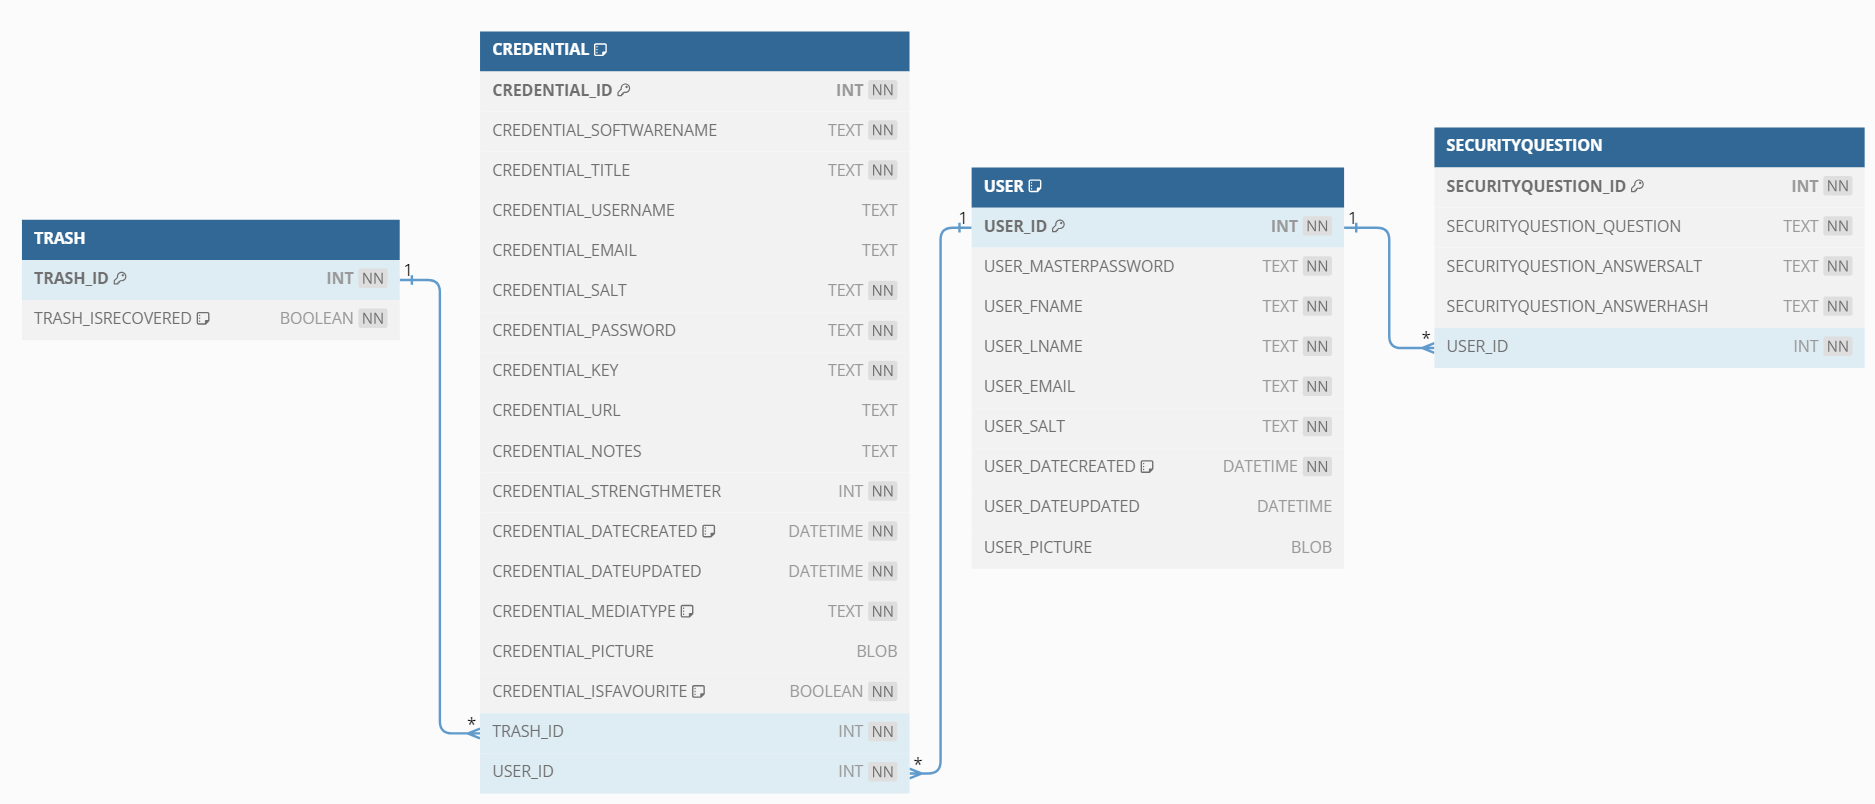 TRASH
TRASH_ID INT NN
TRASH_ISRECOVERED BOOLEAN NN
1
*
CREDENTIAL
CREDENTIAL_ID INT NN
CREDENTIAL_SOFTWARENAME TEXT NN
CREDENTIAL_TITLE TEXT NN
CREDENTIAL_USERNAME TEXT
CREDENTIAL_EMAIL TEXT
CREDENTIAL_SALT TEXT NN
CREDENTIAL_PASSWORD TEXT NN
CREDENTIAL_KEY TEXT NN
CREDENTIAL_URL TEXT
CREDENTIAL_NOTES TEXT
CREDENTIAL_STRENGTHMETER INT NN
CREDENTIAL_DATECREATED DATETIME NN
CREDENTIAL_DATEUPDATED DATETIME NN
CREDENTIAL_MEDIATYPE TEXT NN
CREDENTIAL_PICTURE BLOB
CREDENTIAL_ISFAVOURITE BOOLEAN NN
TRASH_ID INT NN
USER_ID INT NN
*
1
USER
USER_ID INT NN
USER_MASTERPASSWORD TEXT NN
USER_FNAME TEXT NN
USER_LNAME TEXT NN
USER_EMAIL TEXT NN
USER_SALT TEXT NN
USER_DATECREATED DATETIME NN
USER_DATEUPDATED DATETIME
USER_PICTURE BLOB
1
*
SECURITYQUESTION
SECURITYQUESTION_ID INT NN
SECURITYQUESTION_QUESTION TEXT NN
SECURITYQUESTION_ANSWERSALT TEXT NN
SECURITYQUESTION_ANSWERHASH TEXT NN
USER_ID INT NN